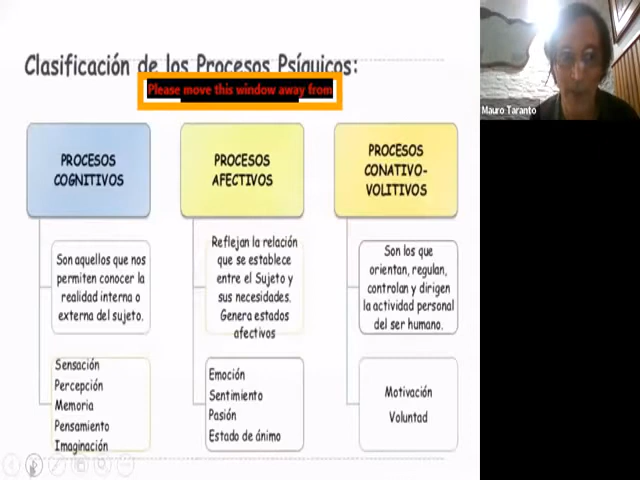 Clasificación de los Procesos Psíquicos:
Please move this window away from
Mauro Taranto
PROCESOS
COGNITIVOS
Son aquellos que nos
permiten conocer la
realidad interna o
externa del sujeto.
Sensación
Percepción
Memoria
Pensamiento
Imaginación
PROCESOS
AFECTIVOS
Reflejan la relación
que se establece
entre el Sujeto y
sus necesidades.
Genera estados
afectivos
Emoción
Sentimiento
Pasión
Estado de ánimo
PROCESOS
CONATIVO-
VOLITIVOS
Son los que
orientan, regulan,
controlan y dirigen
la actividad personal
del ser humano.
Motivación
Voluntad